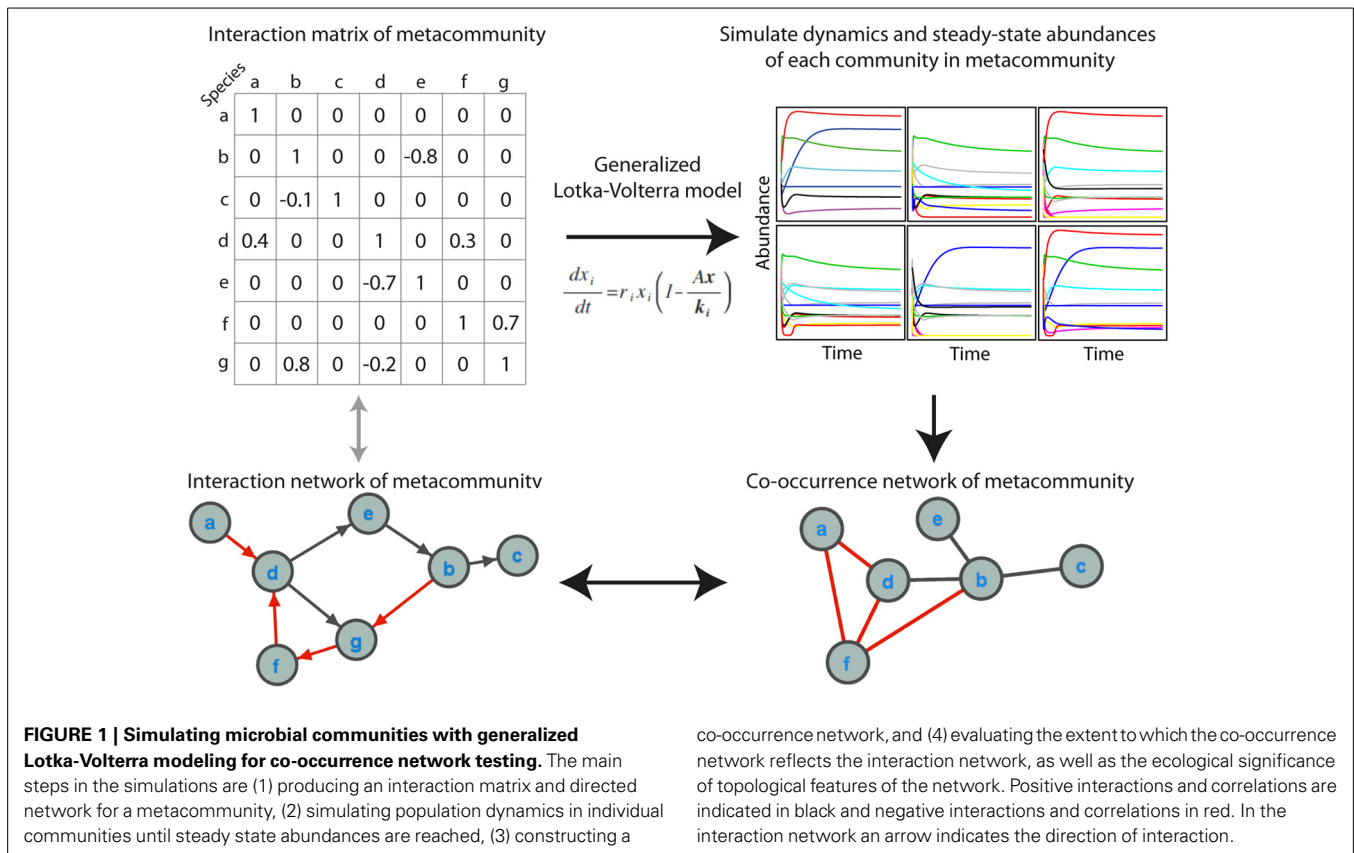 Interaction matrix of metacommunity
Species
a b c d e f g
a 1 0 0 0 0 0 0
b 0 1 0 0 -0.8 0 0
c 0 -0.1 1 0 0 0 0
d 0.4 0 0 1 0 0.3 0
e 0 0 0 -0.7 1 0 0
f 0 0 0 0 0 1 0.7
g 0 0.8 0 -0.2 0 0 1
Generalized
Lotka-Volterra model
dx_i/dt = r_i x_i (1 - Ax/k_i)
Simulate dynamics and steady-state abundances
of each community in metacommunity
Abundance
Time Time Time
Interaction network of metacommunity
a
e
d
b
c
g
f
Co-occurrence network of metacommunity
e
a
d
b
c
f
FIGURE 1 | Simulating microbial communities with generalized
Lotka-Volterra modeling for co-occurrence network testing. The main
steps in the simulations are (1) producing an interaction matrix and directed
network for a metacommunity, (2) simulating population dynamics in individual
communities until steady state abundances are reached, (3) constructing a
co-occurrence network, and (4) evaluating the extent to which the co-occurrence
network reflects the interaction network, as well as the ecological significance
of topological features of the network. Positive interactions and correlations are
indicated in black and negative interactions and correlations in red. In the
interaction network an arrow indicates the direction of interaction.